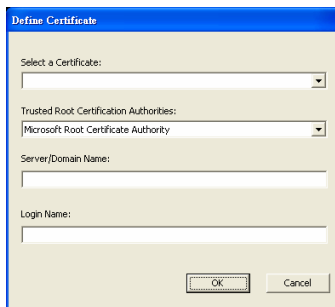 Define Certificate
Select a Certificate:
Trusted Root Certification Authorities:
Microsoft Root Certificate Authority
Server/Domain Name:
Login Name:
OK Cancel